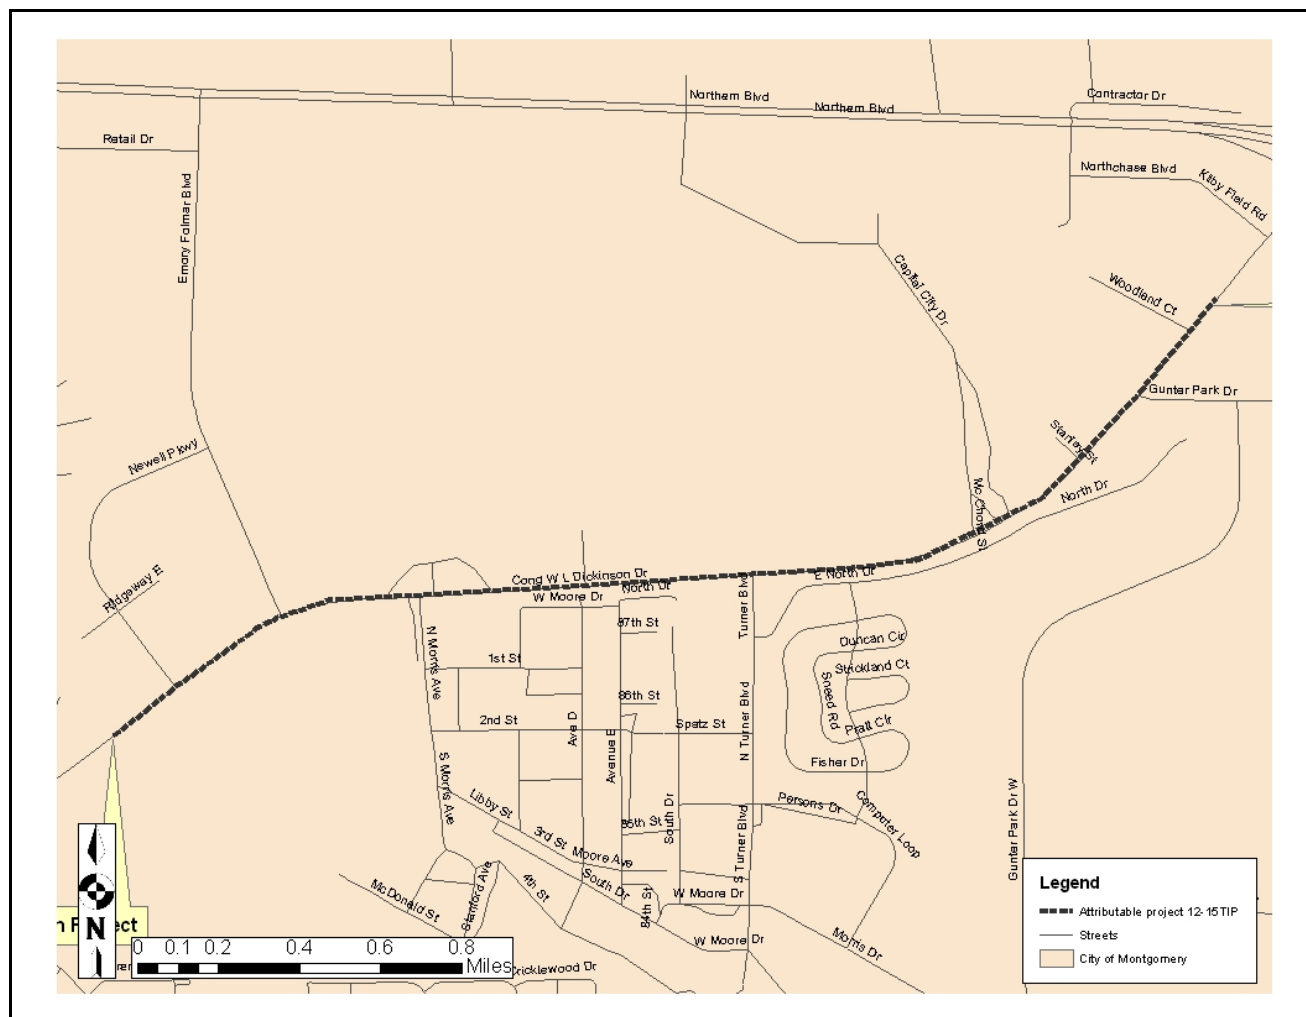 Northern Blvd
Northern Blvd
Contractor Dr
Retail Dr
Northchase Blvd
Kilby Field Rd
Emory Folmar Blvd
Capital City Dr
Woodland Ct
Gunter Park Dr
Stanley St
Newell Pkwy
North Dr
Mc Chord St
Ridgeway E
Cong W L Dickinson Dr
E North Dr
North Dr
W Moore Dr
Turner Blvd
87th St
Duncan Cir
N Morris Ave
1st St
Strickland Ct
Sneed Rd
86th St
2nd St
Ave D
Spatz St
N Turner Blvd
Pratt Cir
Avenue E
Fisher Dr
S Morris Ave
Libby St
Persons Dr
Computer Loop
85th St
South Dr
3rd St
Moore Ave
S Turner Blvd
Gunter Park Dr W
McDonald St
Stanford Ave
4th St
South Dr
84th St
W Moore Dr
W Moore Dr
Morris Dr
N
0 0.1 0.2 0.4 0.6 0.8
Miles
Legend
Attributable project 12-15TIP
Streets
City of Montgomery